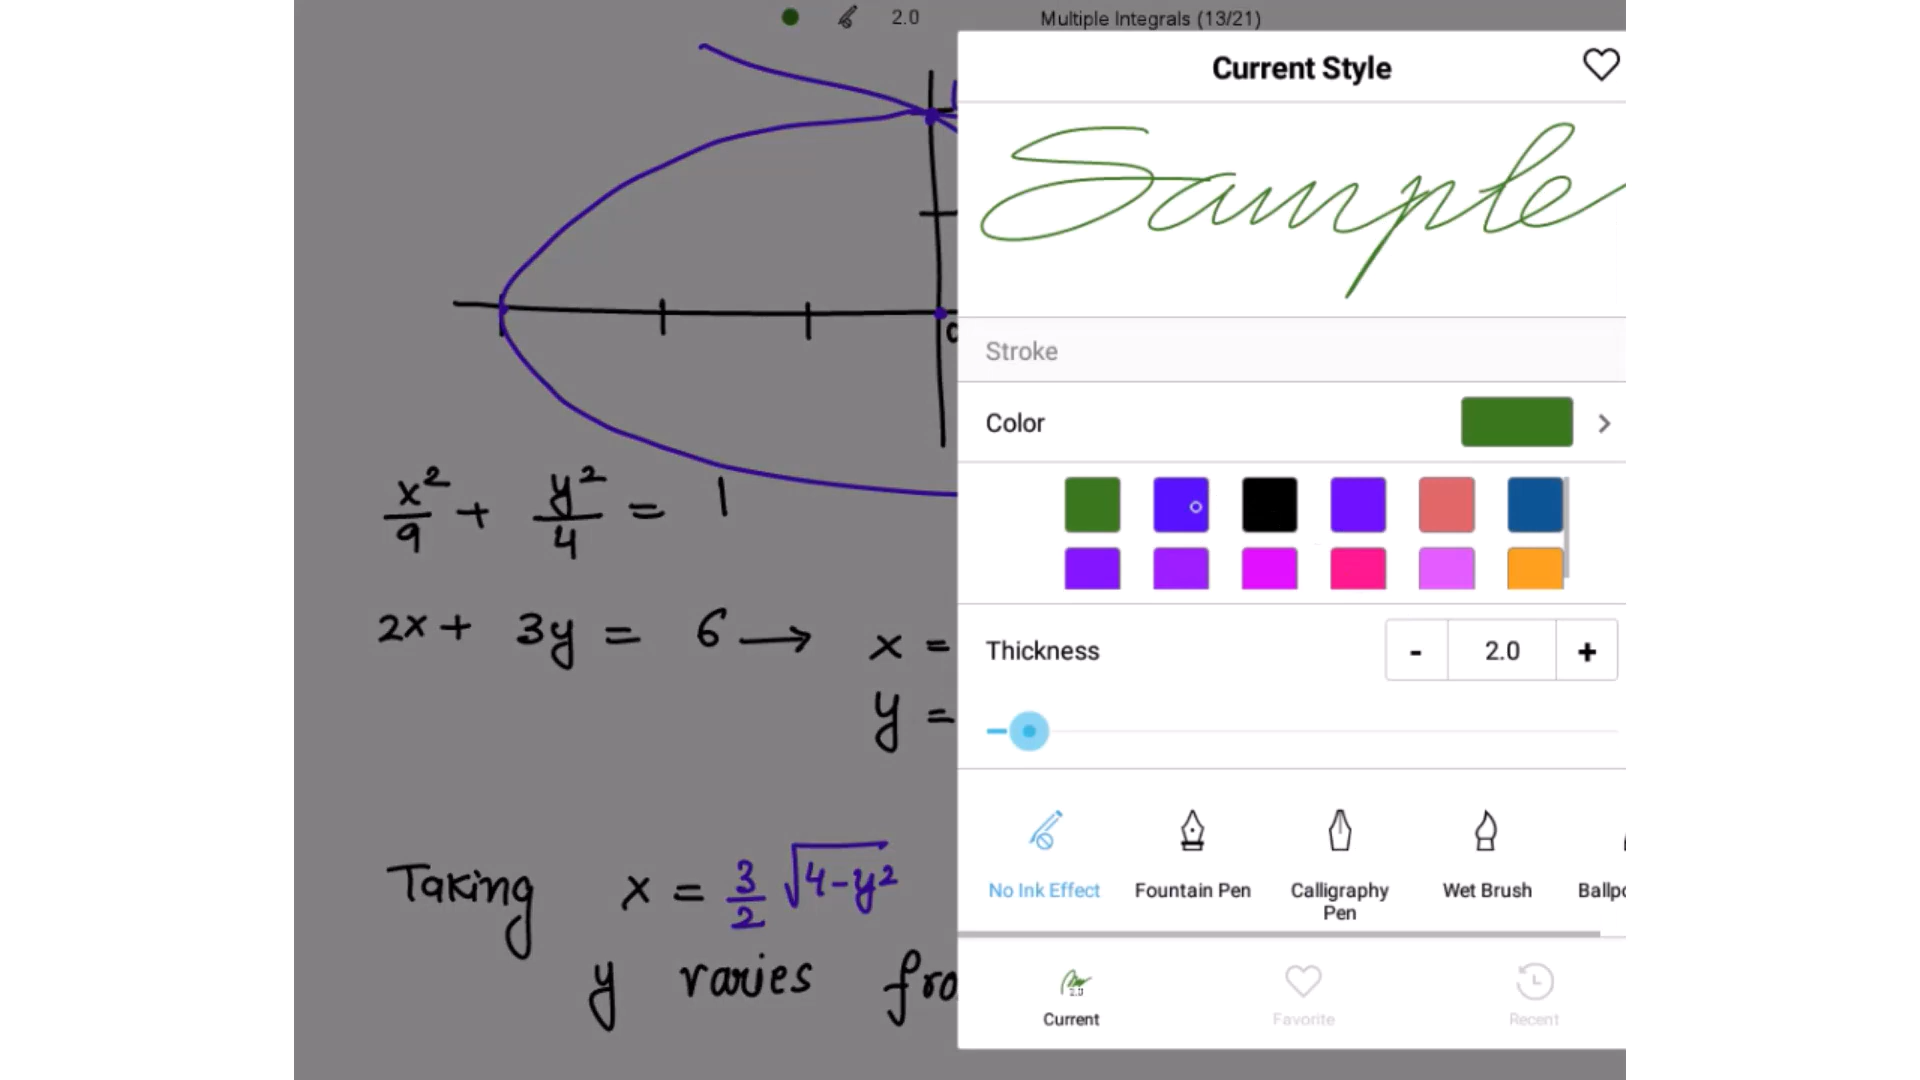 2.0 Multiple Integrals (13/21)
Current Style
Sample
Stroke
Color
Thickness - 2.0 +
No Ink Effect Fountain Pen Calligraphy Pen Wet Brush
2.0
Current Favorite Recent
x²/9 + y²/4 = 1
2x + 3y = 6 → x =
y =
Taking x = 3/2 √4-y²
y varies